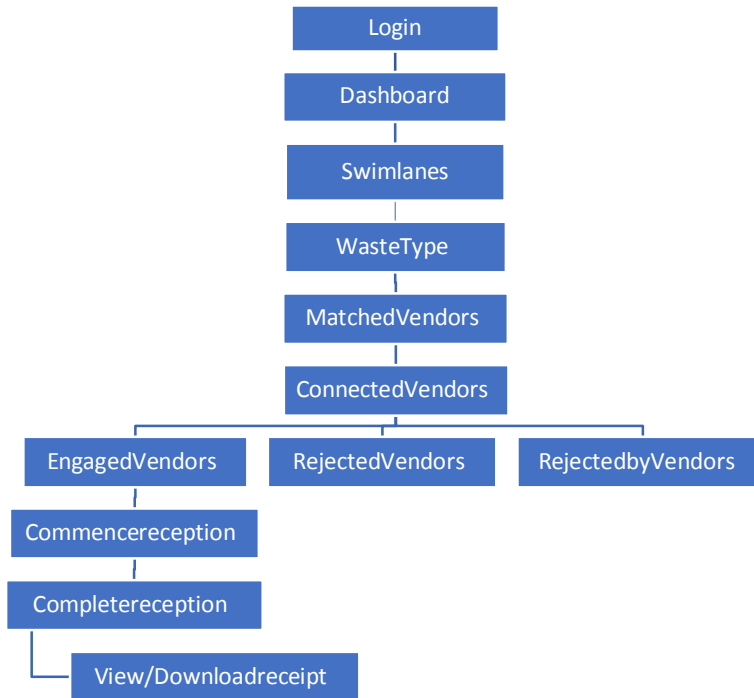 Login
Dashboard
Swimlanes
WasteType
MatchedVendors
ConnectedVendors
EngagedVendors
RejectedVendors
RejectedbyVendors
Commencereception
Completereception
View/Downloadreceipt